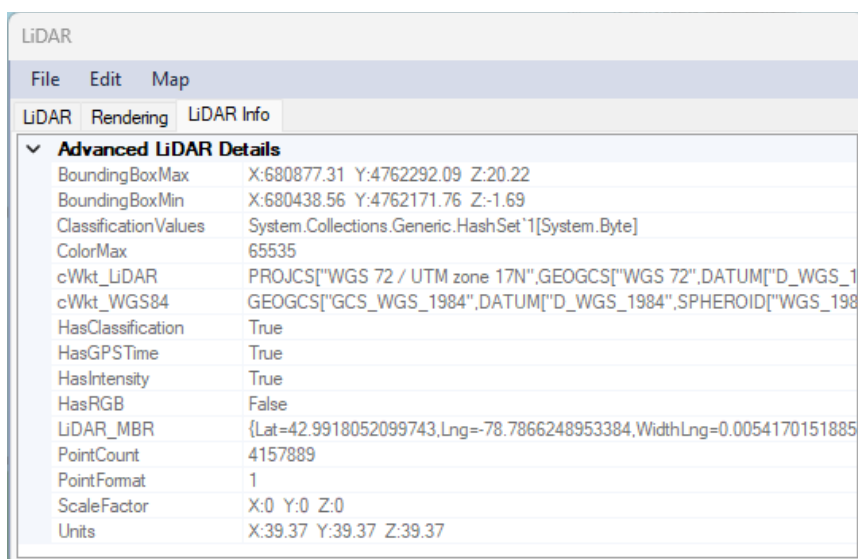 LiDAR
File Edit Map
LiDAR Rendering LiDAR Info
Advanced LiDAR Details
BoundingBoxMax X:680877.31 Y:4762292.09 Z:20.22
BoundingBoxMin X:680438.56 Y:4762171.76 Z:-1.69
ClassificationValues System.Collections.Generic.HashSet`1[System.Byte]
ColorMax 65535
cWkt_LiDAR PROJCS["WGS 72 / UTM zone 17N",GEOGCS["WGS 72",DATUM["D_WGS_1
cWkt_WGS84 GEOGCS["GCS_WGS_1984",DATUM["D_WGS_1984",SPHEROID["WGS_198
HasClassification True
HasGPSTime True
HasIntensity True
HasRGB False
LiDAR_MBR {Lat=42.9918052099743,Lng=-78.7866248953384,WidthLng=0.0054170151885
PointCount 4157889
PointFormat 1
ScaleFactor X:0 Y:0 Z:0
Units X:39.37 Y:39.37 Z:39.37